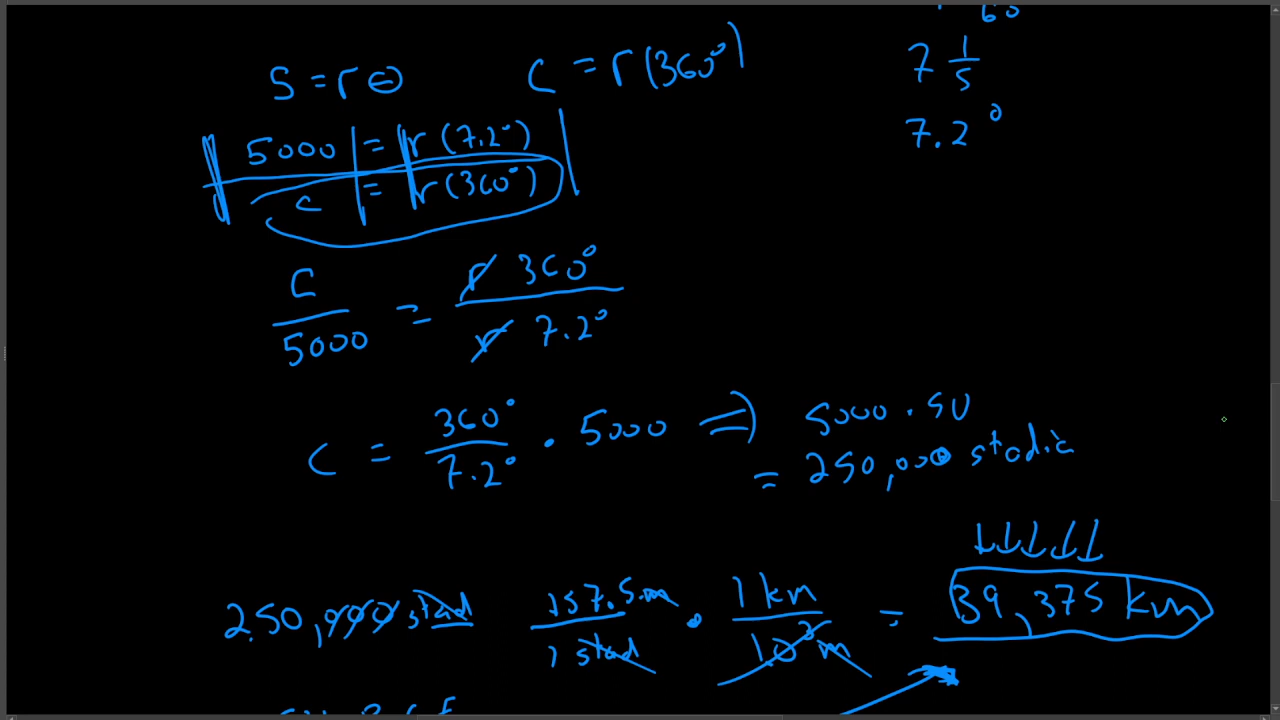 60
S = rθ
C = r(360°)
7 1/5
7.2°
5000 = r(7.2°)
C = r(360°)
C/5000 = r 360° / r 7.2°
C = 360°/7.2° · 5000 ⇒ 5000 · 50
= 250,000 stadia
250,000 stad 157.5 m / 1 stad · 1 km / 10³ m = 39,375 km